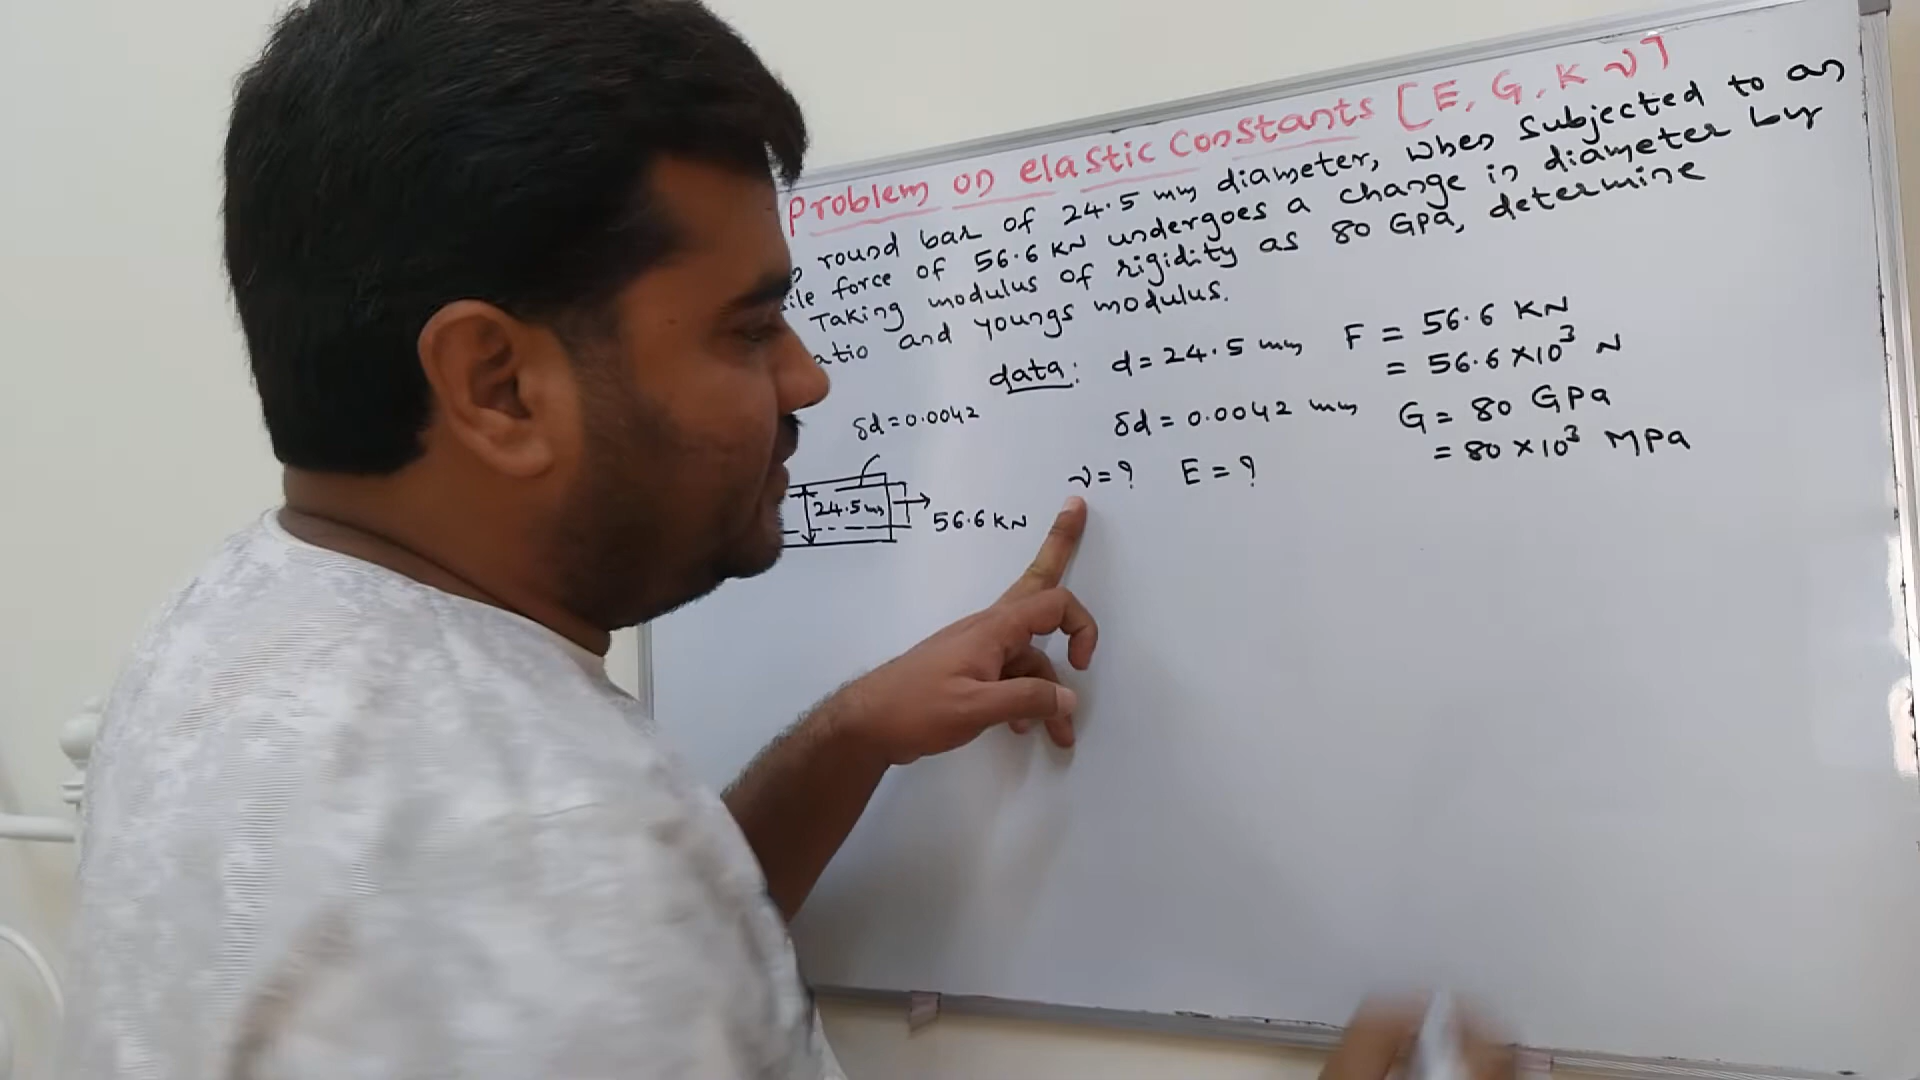 Problem on elastic constants [E, G, K ν]
round bar of 24.5 mm diameter, when subjected to an
force of 56.6 KN undergoes a change in diameter by
Taking modulus of rigidity as 80 GPa, determine
and youngs modulus.
data: d = 24.5 mm F = 56.6 KN
= 56.6 × 10³ N
δd = 0.0042
δd = 0.0042 mm G = 80 GPa
= 80 × 10³ MPa
ν = ? E = ?
24.5 mm
56.6 KN